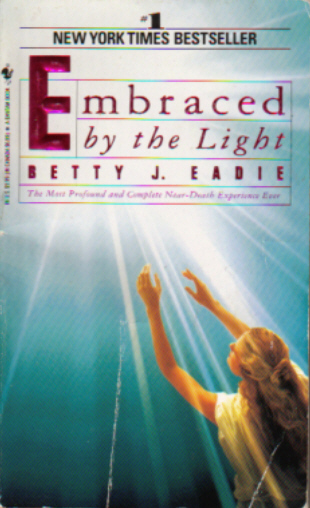 #1
NEW YORK TIMES BESTSELLER
Embraced
by the Light
BETTY J. EADIE
The Most Profound and Complete Near-Death Experience Ever